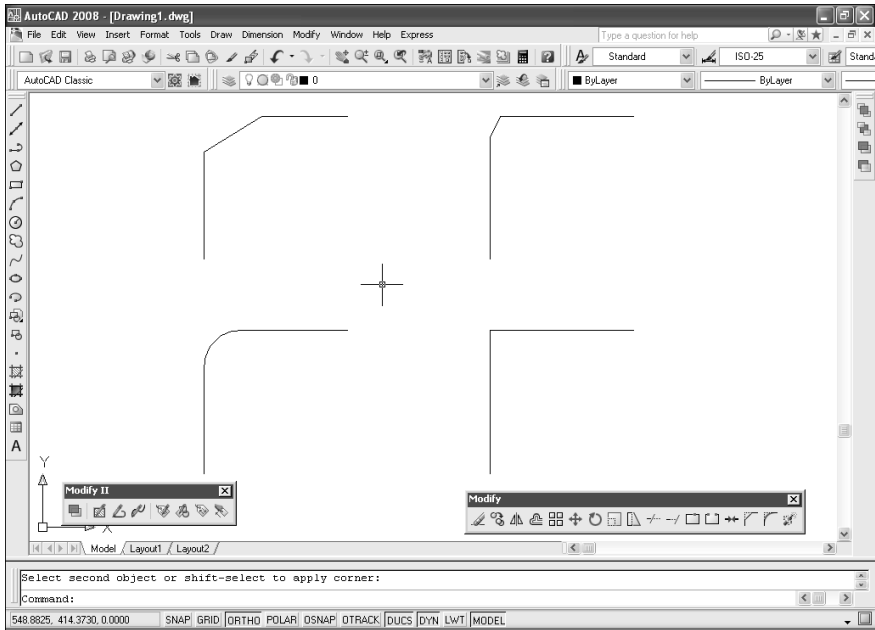 AutoCAD 2008 - [Drawing1.dwg]
File Edit View Insert Format Tools Draw Dimension Modify Window Help Express
Type a question for help
Standard ISO-25 Stand
AutoCAD Classic 0 ByLayer ByLayer
A
Y
X
Modify II
Modify
Model Layout1 Layout2
Select second object or shift-select to apply corner:
Command:
548.8825, 414.3730, 0.0000 SNAP GRID ORTHO POLAR OSNAP OTRACK DUCS DYN LWT MODEL